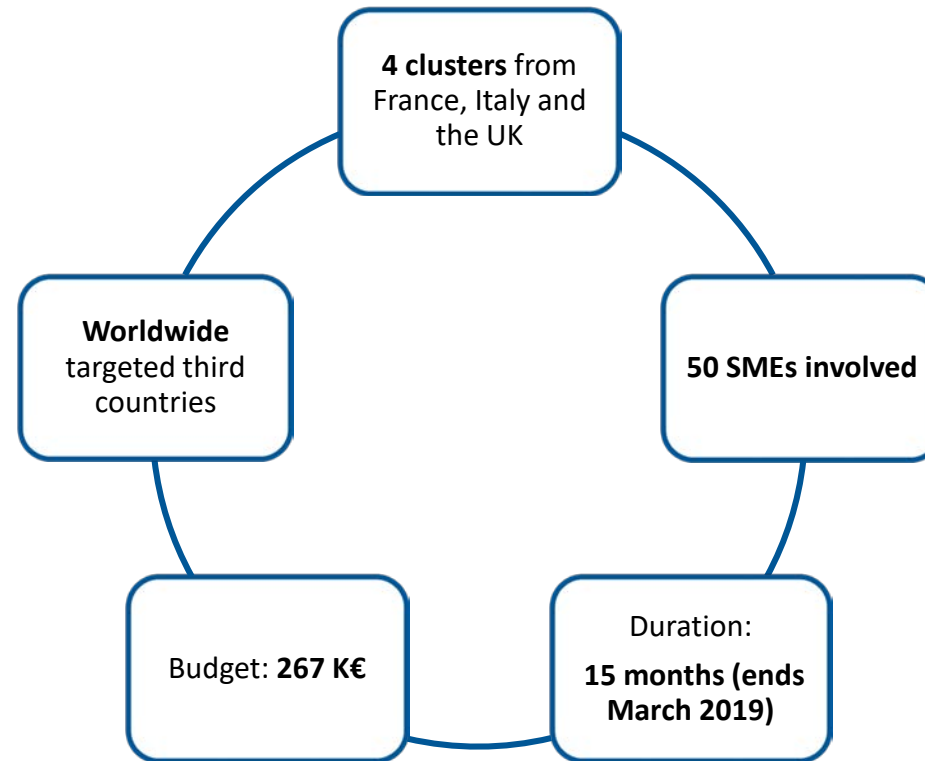 4 clusters from
France, Italy and
the UK
50 SMEs involved
Duration:
15 months (ends
March 2019)
Budget: 267 K€
Worldwide
targeted third
countries